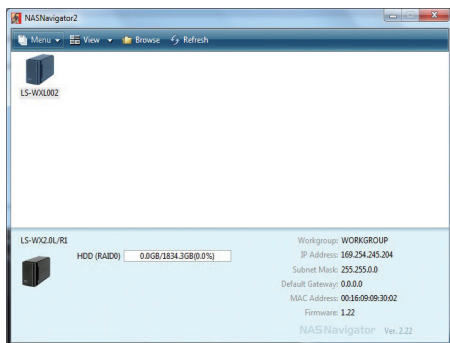 NASNavigator2
Menu View Browse Refresh
LS-WXL002
LS-WX2.0L/R1
HDD (RAID0) 0.0GB/1834.3GB(0.0%)
Workgroup: WORKGROUP
IP Address: 169.254.245.204
Subnet Mask: 255.255.0.0
Default Gateway: 0.0.0.0
MAC Address: 00:16:09:09:30:02
Firmware: 1.22
NAS Navigator Ver. 2.22